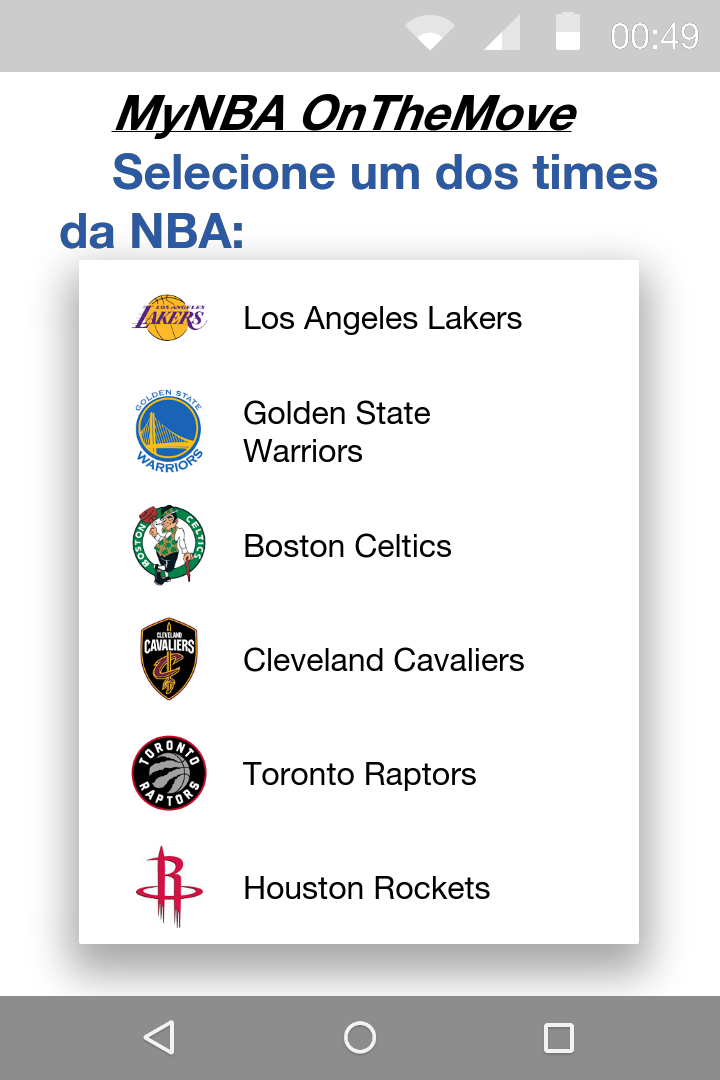 00:49
MyNBA OnTheMove
Selecione um dos times
da NBA:
LOS ANGELES
LAKERS
Los Angeles Lakers
GOLDEN STATE
WARRIORS
Golden State
Warriors
BOSTON
CELTICS
Boston Celtics
CLEVELAND
CAVALIERS
Cleveland Cavaliers
TORONTO
RAPTORS
Toronto Raptors
R
Houston Rockets